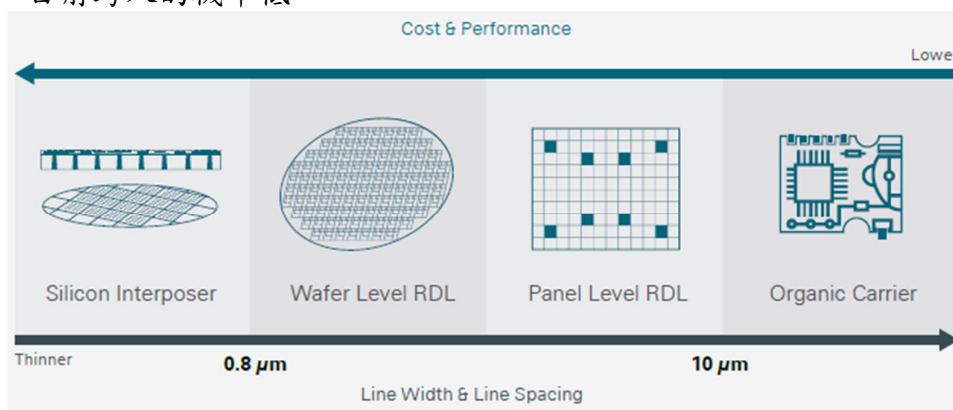 Cost & Performance
Lowe
Silicon Interposer
Wafer Level RDL
Panel Level RDL
Organic Carrier
Thinner
0.8 µm
10 µm
Line Width & Line Spacing